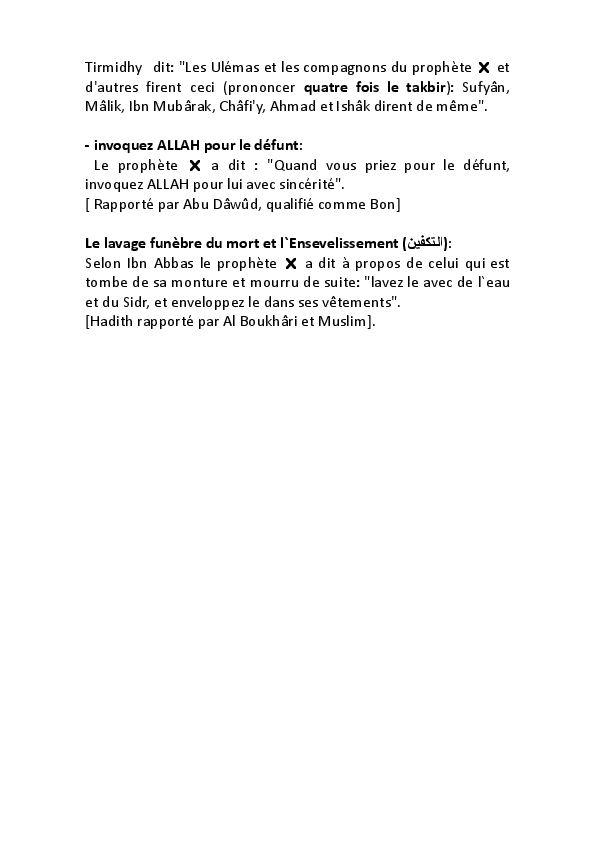 Tirmidhy dit: "Les Ulémas et les compagnons du prophète ✗ et
d'autres firent ceci (prononcer quatre fois le takbir): Sufyân,
Mâlik, Ibn Mubârak, Châfi'y, Ahmad et Ishâk dirent de même".
- invoquez ALLAH pour le défunt:
Le prophète ✗ a dit : "Quand vous priez pour le défunt,
invoquez ALLAH pour lui avec sincérité".
[ Rapporté par Abu Dâwûd, qualifié comme Bon]
Le lavage funèbre du mort et l`Ensevelissement (التكفين):
Selon Ibn Abbas le prophète ✗ a dit à propos de celui qui est
tombe de sa monture et mourru de suite: "lavez le avec de l`eau
et du Sidr, et enveloppez le dans ses vêtements".
[Hadith rapporté par Al Boukhâri et Muslim].